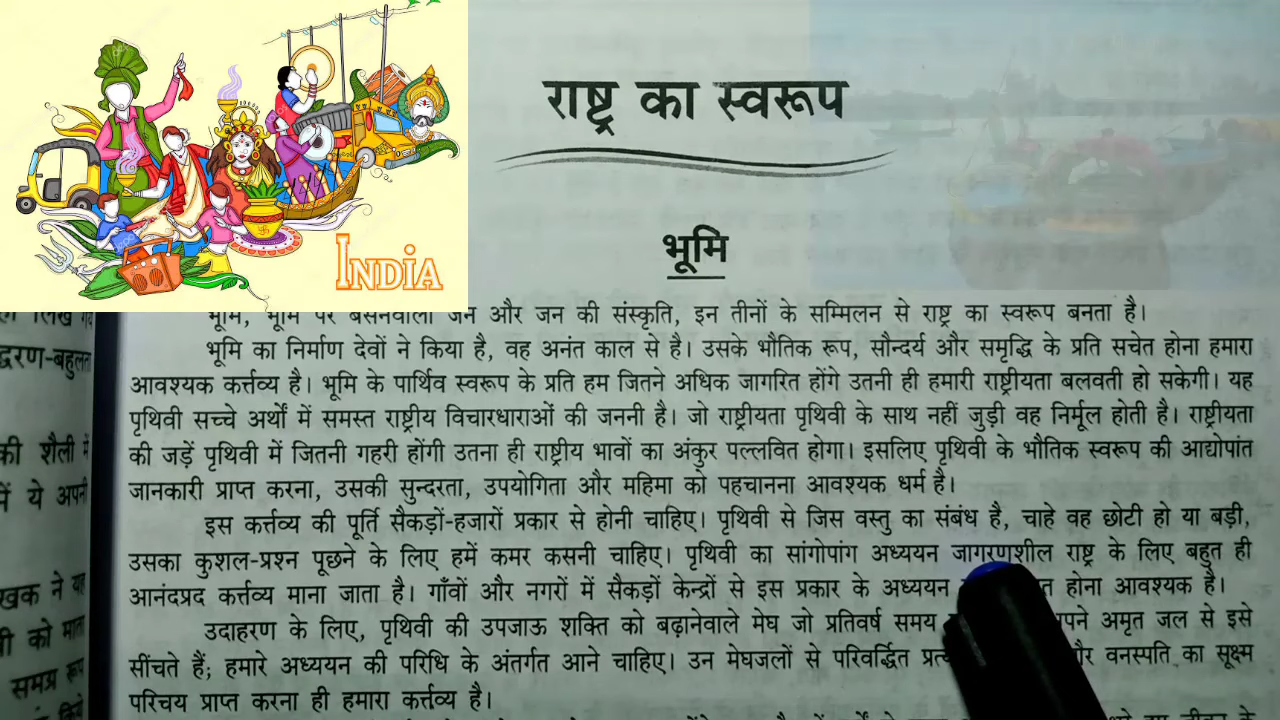 राष्ट्र का स्वरूप
भूमि
INDIA
भूमि, भूमि पर बसनेवाला जन और जन की संस्कृति, इन तीनों के सम्मिलन से राष्ट्र का स्वरूप बनता है।
भूमि का निर्माण देवों ने किया है, वह अनंत काल से है। उसके भौतिक रूप, सौन्दर्य और समृद्धि के प्रति सचेत होना हमारा
आवश्यक कर्त्तव्य है। भूमि के पार्थिव स्वरूप के प्रति हम जितने अधिक जागरित होंगे उतनी ही हमारी राष्ट्रीयता बलवती हो सकेगी। यह
पृथिवी सच्चे अर्थों में समस्त राष्ट्रीय विचारधाराओं की जननी है। जो राष्ट्रीयता पृथिवी के साथ नहीं जुड़ी वह निर्मूल होती है। राष्ट्रीयता
की जड़ें पृथिवी में जितनी गहरी होंगी उतना ही राष्ट्रीय भावों का अंकुर पल्लवित होगा। इसलिए पृथिवी के भौतिक स्वरूप की आद्योपांत
जानकारी प्राप्त करना, उसकी सुन्दरता, उपयोगिता और महिमा को पहचानना आवश्यक धर्म है।
इस कर्त्तव्य की पूर्ति सैकड़ों-हजारों प्रकार से होनी चाहिए। पृथिवी से जिस वस्तु का संबंध है, चाहे वह छोटी हो या बड़ी,
उसका कुशल-प्रश्न पूछने के लिए हमें कमर कसनी चाहिए। पृथिवी का सांगोपांग अध्ययन जागरणशील राष्ट्र के लिए बहुत ही
आनंदप्रद कर्त्तव्य माना जाता है। गाँवों और नगरों में सैकड़ों केन्द्रों से इस प्रकार के अध्ययन होना आवश्यक है।
उदाहरण के लिए, पृथिवी की उपजाऊ शक्ति को बढ़ानेवाले मेघ जो प्रतिवर्ष समय अमृत जल से इसे
सींचते हैं; हमारे अध्ययन की परिधि के अंतर्गत आने चाहिए। उन मेघजलों से परिवर्द्धित वनस्पति का सूक्ष्म
परिचय प्राप्त करना ही हमारा कर्त्तव्य है।
की शैली में
में ये अपनी
को
समग्र रूप